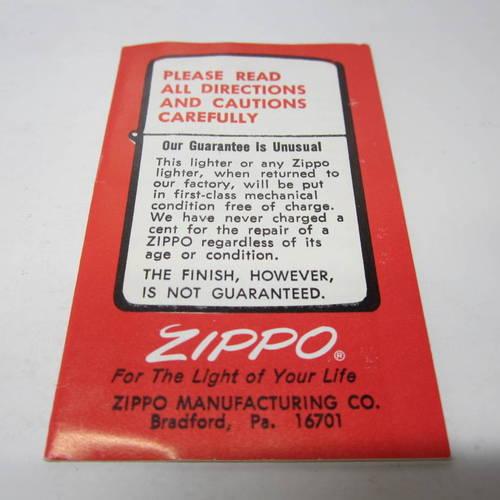 PLEASE READ
ALL DIRECTIONS
AND CAUTIONS
CAREFULLY
Our Guarantee is Unusual
This lighter or any Zippo
lighter, when returned to
our factory, will be put
in first-class mechanical
condition free of charge.
We have never charged a
cent for the repair of a
ZIPPO regardless of its
age or condition.
THE FINISH, HOWEVER,
IS NOT GUARANTEED.
ZIPPO®
For The Light of Your Life
ZIPPO MANUFACTURING CO.
Bradford, Pa. 16701